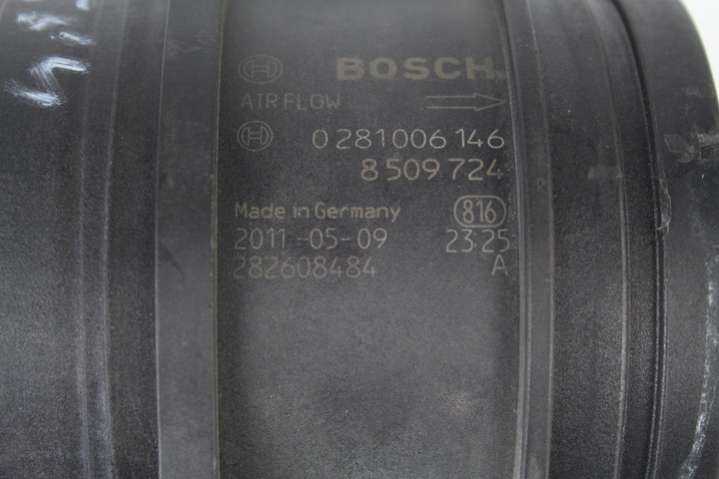 BOSCH
AIR FLOW
0 281 006 146
8 509 724
Made in Germany 816
2011-05-09 23:25
282608484 A